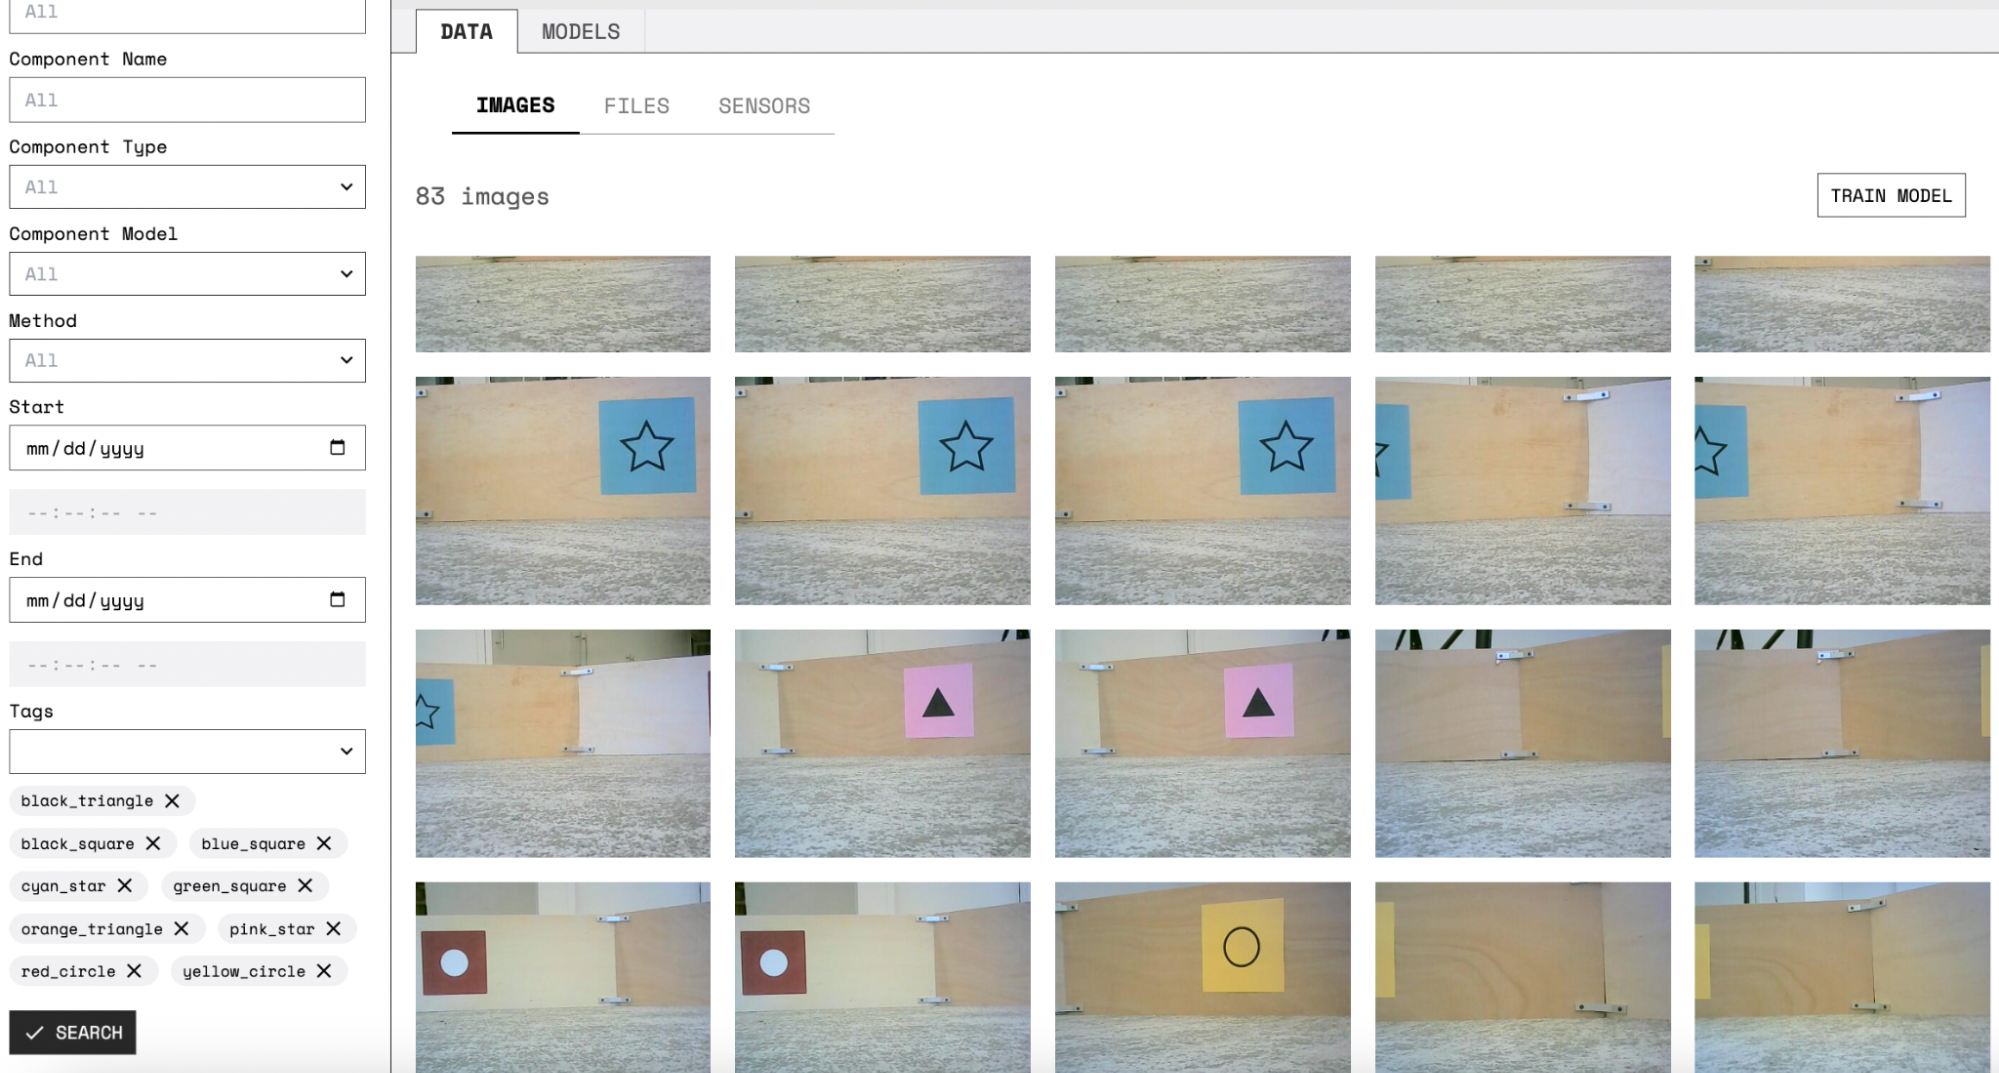 All
Component Name
All
Component Type
All
Component Model
All
Method
All
Start
mm/dd/yyyy
--:--:-- --
End
mm/dd/yyyy
--:--:-- --
Tags
black_triangle
black_square blue_square
cyan_star green_square
orange_triangle pink_star
red_circle yellow_circle
SEARCH
DATA MODELS
IMAGES FILES SENSORS
83 images
TRAIN MODEL